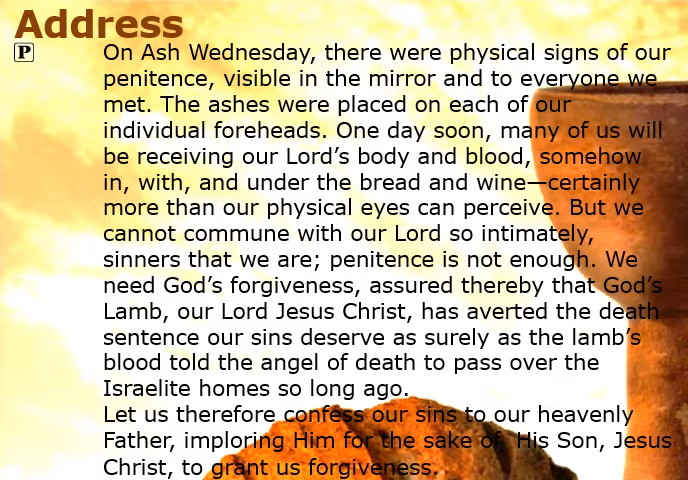 Address
P
On Ash Wednesday, there were physical signs of our
penitence, visible in the mirror and to everyone we
met. The ashes were placed on each of our
individual foreheads. One day soon, many of us will
be receiving our Lord’s body and blood, somehow
in, with, and under the bread and wine—certainly
more than our physical eyes can perceive. But we
cannot commune with our Lord so intimately,
sinners that we are; penitence is not enough. We
need God’s forgiveness, assured thereby that God’s
Lamb, our Lord Jesus Christ, has averted the death
sentence our sins deserve as surely as the lamb’s
blood told the angel of death to pass over the
Israelite homes so long ago.
Let us therefore confess our sins to our heavenly
Father, imploring Him for the sake of His Son, Jesus
Christ, to grant us forgiveness.